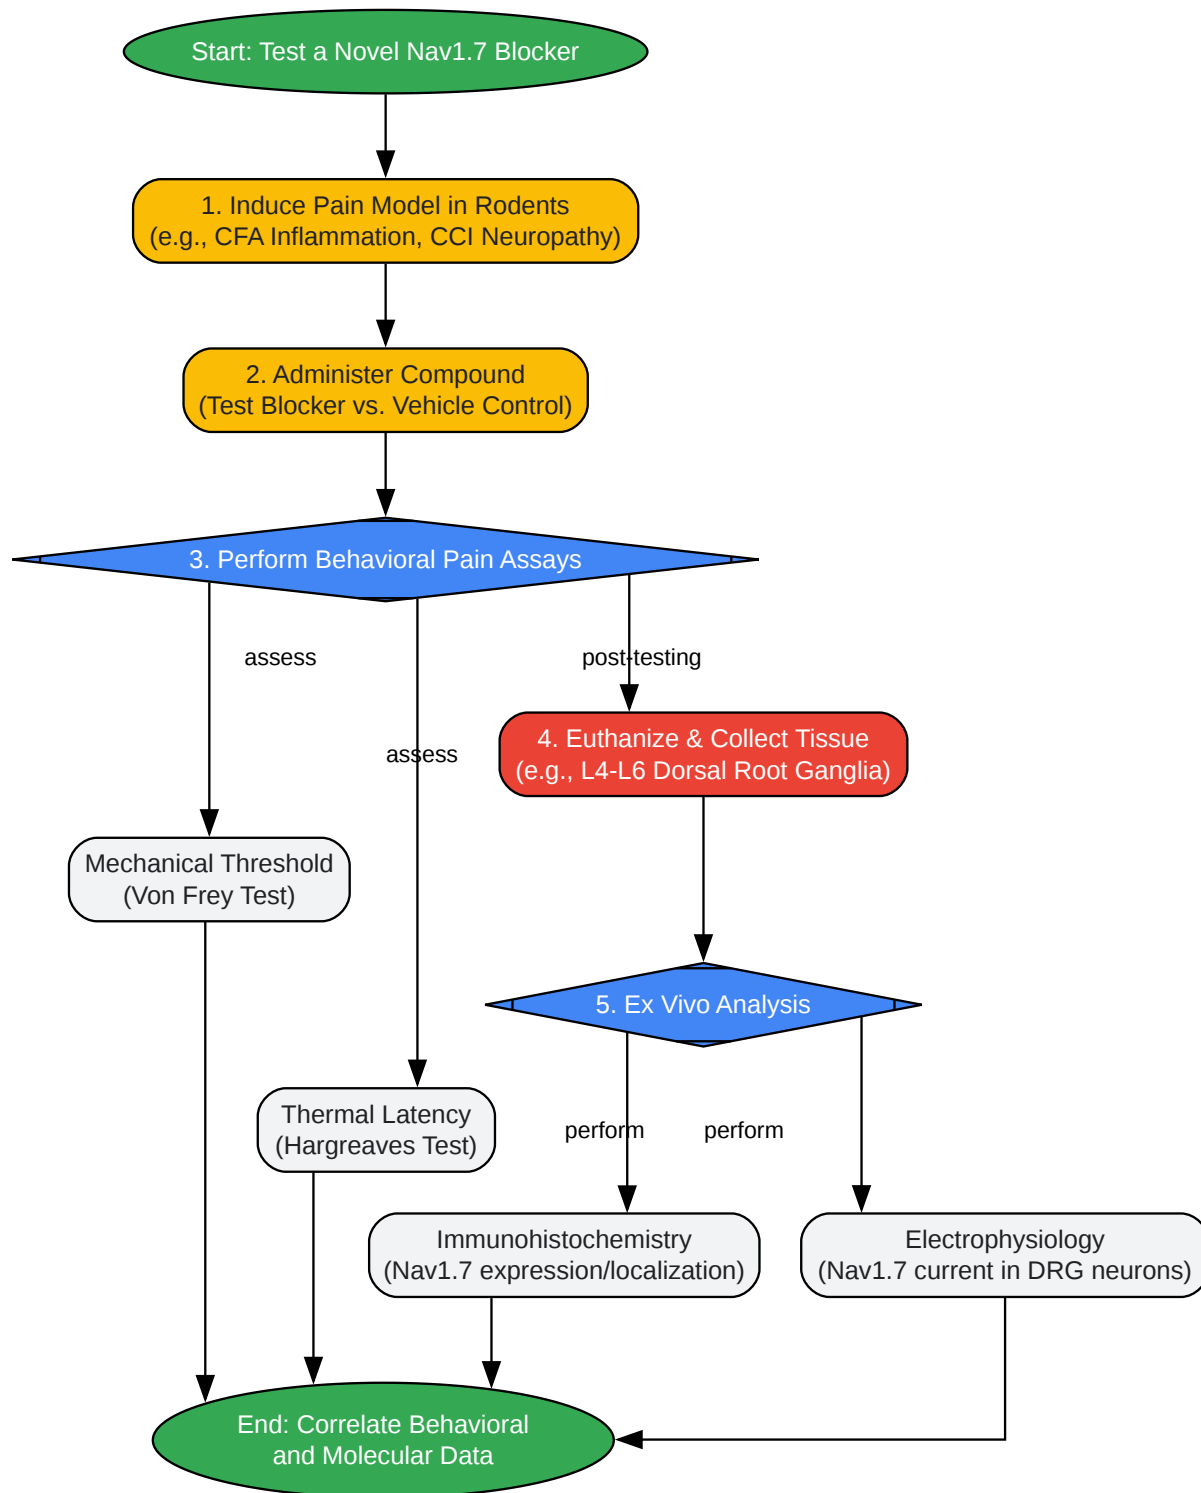 Start: Test a Novel Nav1.7 Blocker
1. Induce Pain Model in Rodents
(e.g., CFA Inflammation, CCI Neuropathy)
2. Administer Compound
(Test Blocker vs. Vehicle Control)
3. Perform Behavioral Pain Assays
assess
post-testing
assess
4. Euthanize & Collect Tissue
(e.g., L4-L6 Dorsal Root Ganglia)
Mechanical Threshold
(Von Frey Test)
5. Ex Vivo Analysis
Thermal Latency
(Hargreaves Test)
perform
perform
Immunohistochemistry
(Nav1.7 expression/localization)
Electrophysiology
(Nav1.7 current in DRG neurons)
End: Correlate Behavioral
and Molecular Data